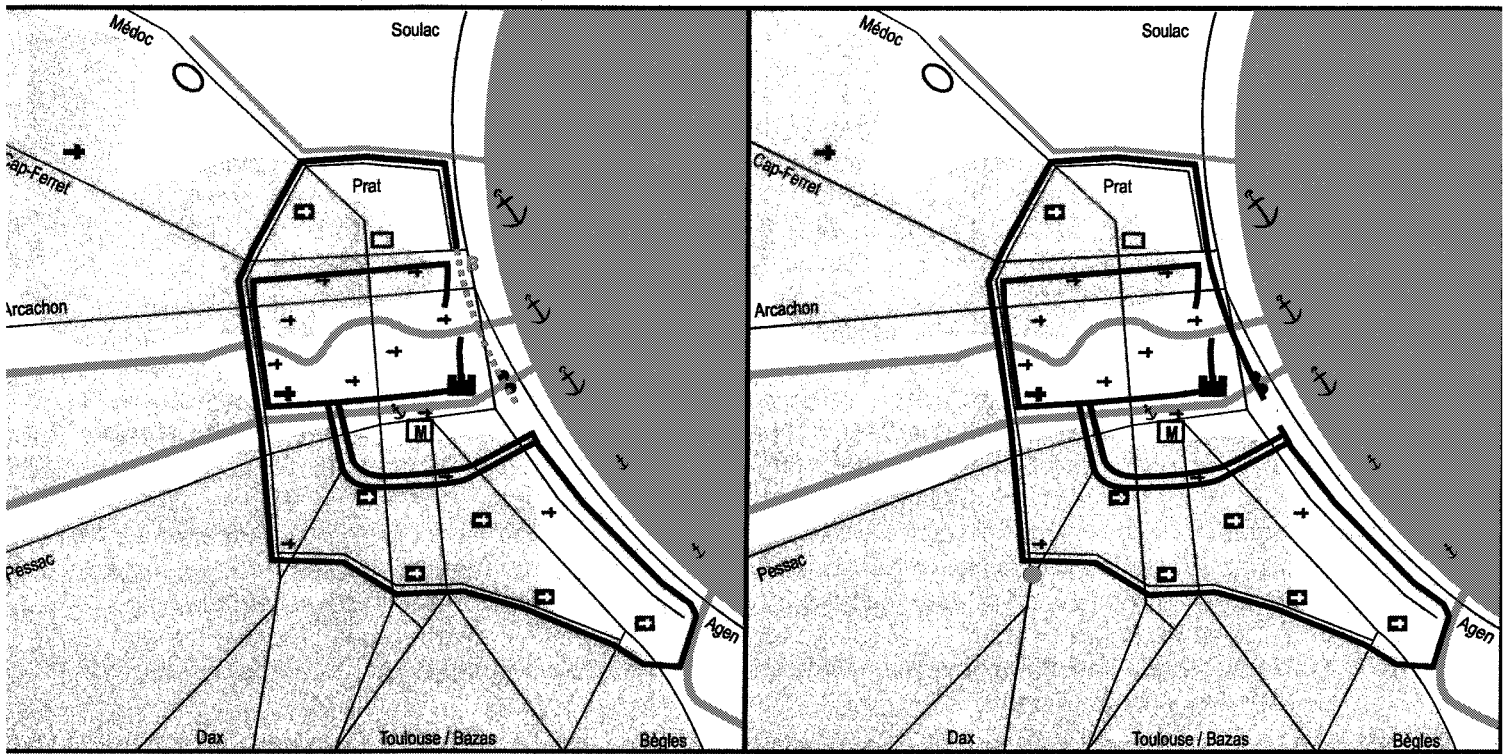 Médoc
Soulac
Cap-Ferret
Prat
Arcachon
M
Pessac
Agen
Dax
Toulouse / Bazas
Bègles
Médoc
Soulac
Cap-Ferret
Prat
Arcachon
M
Pessac
Agen
Dax
Toulouse / Bazas
Bègles